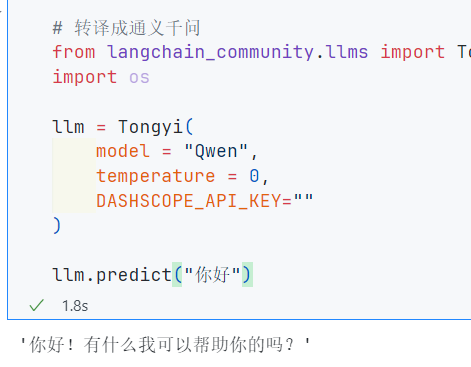 # 转译成通义千问
from langchain_community.llms import
import os
llm = Tongyi(
model = "Qwen",
temperature = 0,
DASHSCOPE_API_KEY=""
)
llm.predict("你好")
1.8s
'你好！有什么我可以帮助你的吗？'